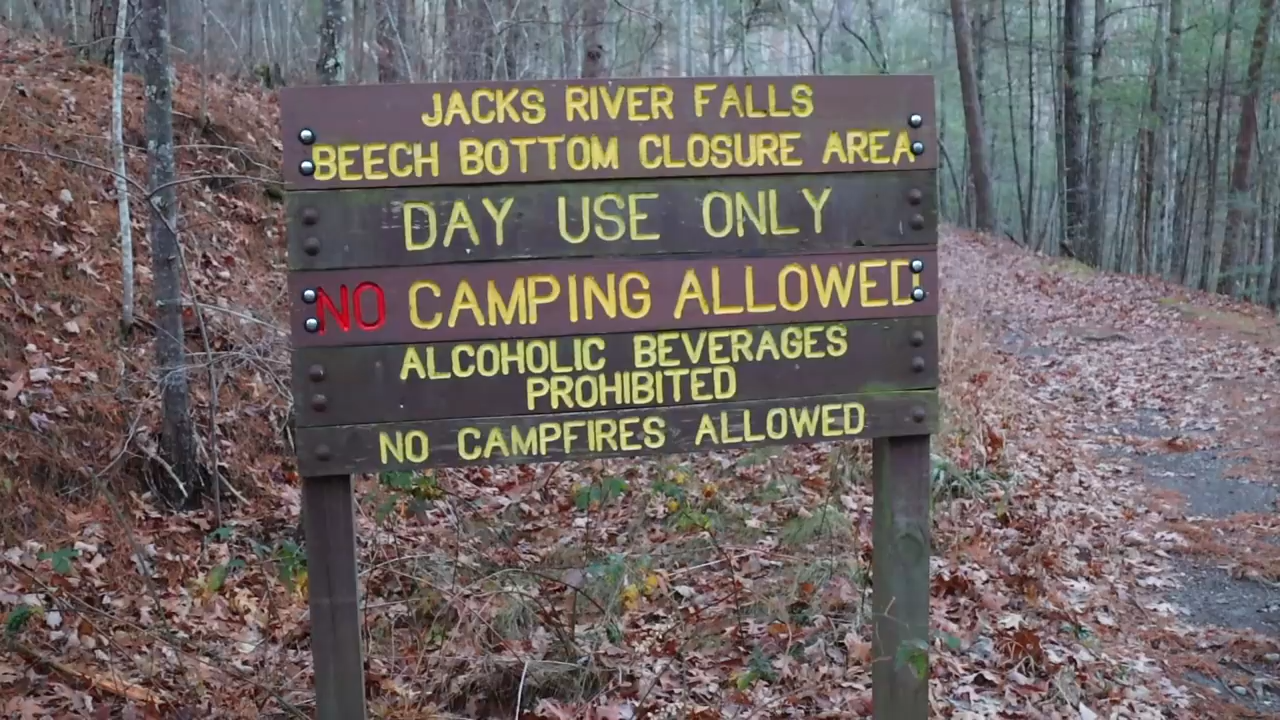 JACKS RIVER FALLS
BEECH BOTTOM CLOSURE AREA
DAY USE ONLY
NO CAMPING ALLOWED
ALCOHOLIC BEVERAGES
PROHIBITED
NO CAMPFIRES ALLOWED